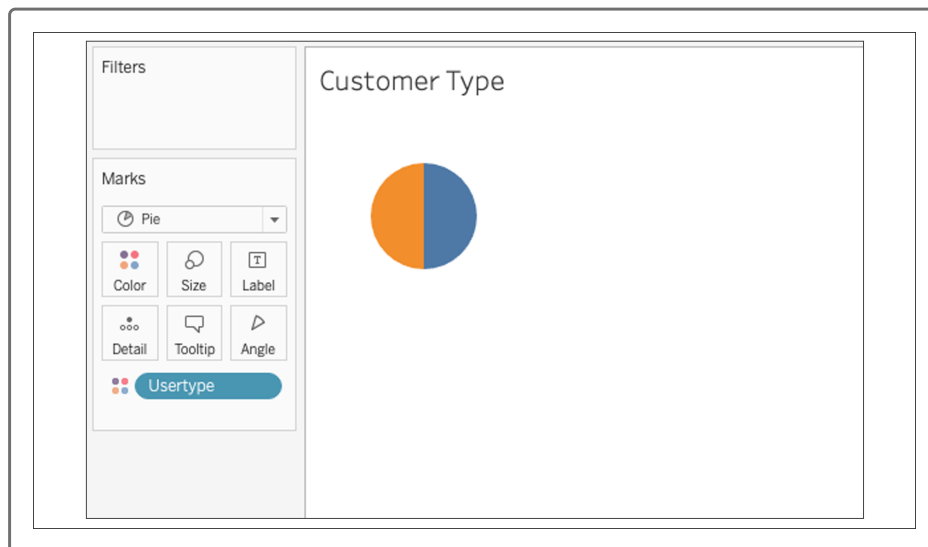 Filters
Customer Type
Marks
Pie
Color Size Label
Detail Tooltip Angle
Usertype